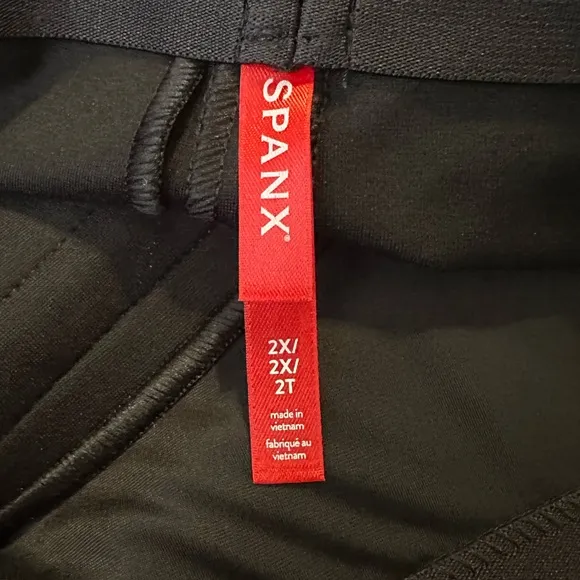 SPANX®
2X/
2X/
2T
made in
vietnam
fabriqué au
vietnam